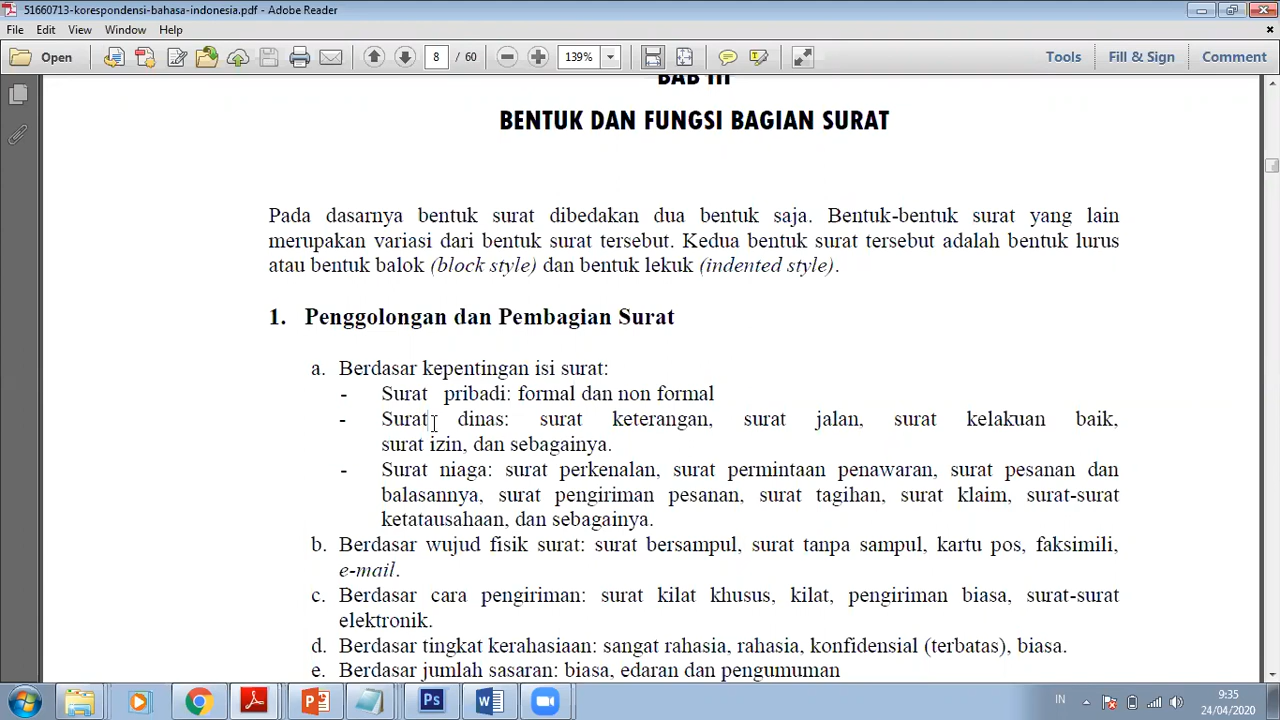 51660713-korespondensi-bahasa-indonesia.pdf - Adobe Reader
File Edit View Window Help
Open 8 / 60 139% Tools Fill & Sign Comment
BAB III
BENTUK DAN FUNGSI BAGIAN SURAT
Pada dasarnya bentuk surat dibedakan dua bentuk saja. Bentuk-bentuk surat yang lain
merupakan variasi dari bentuk surat tersebut. Kedua bentuk surat tersebut adalah bentuk lurus
atau bentuk balok (block style) dan bentuk lekuk (indented style).
1. Penggolongan dan Pembagian Surat
a. Berdasar kepentingan isi surat:
- Surat pribadi: formal dan non formal
- Surat dinas: surat keterangan, surat jalan, surat kelakuan baik,
surat izin, dan sebagainya.
- Surat niaga: surat perkenalan, surat permintaan penawaran, surat pesanan dan
balasannya, surat pengiriman pesanan, surat tagihan, surat klaim, surat-surat
ketatausahaan, dan sebagainya.
b. Berdasar wujud fisik surat: surat bersampul, surat tanpa sampul, kartu pos, faksimili,
e-mail.
c. Berdasar cara pengiriman: surat kilat khusus, kilat, pengiriman biasa, surat-surat
elektronik.
d. Berdasar tingkat kerahasiaan: sangat rahasia, rahasia, konfidensial (terbatas), biasa.
e. Berdasar jumlah sasaran: biasa, edaran dan pengumuman
Ps
IN 9:35
24/04/2020